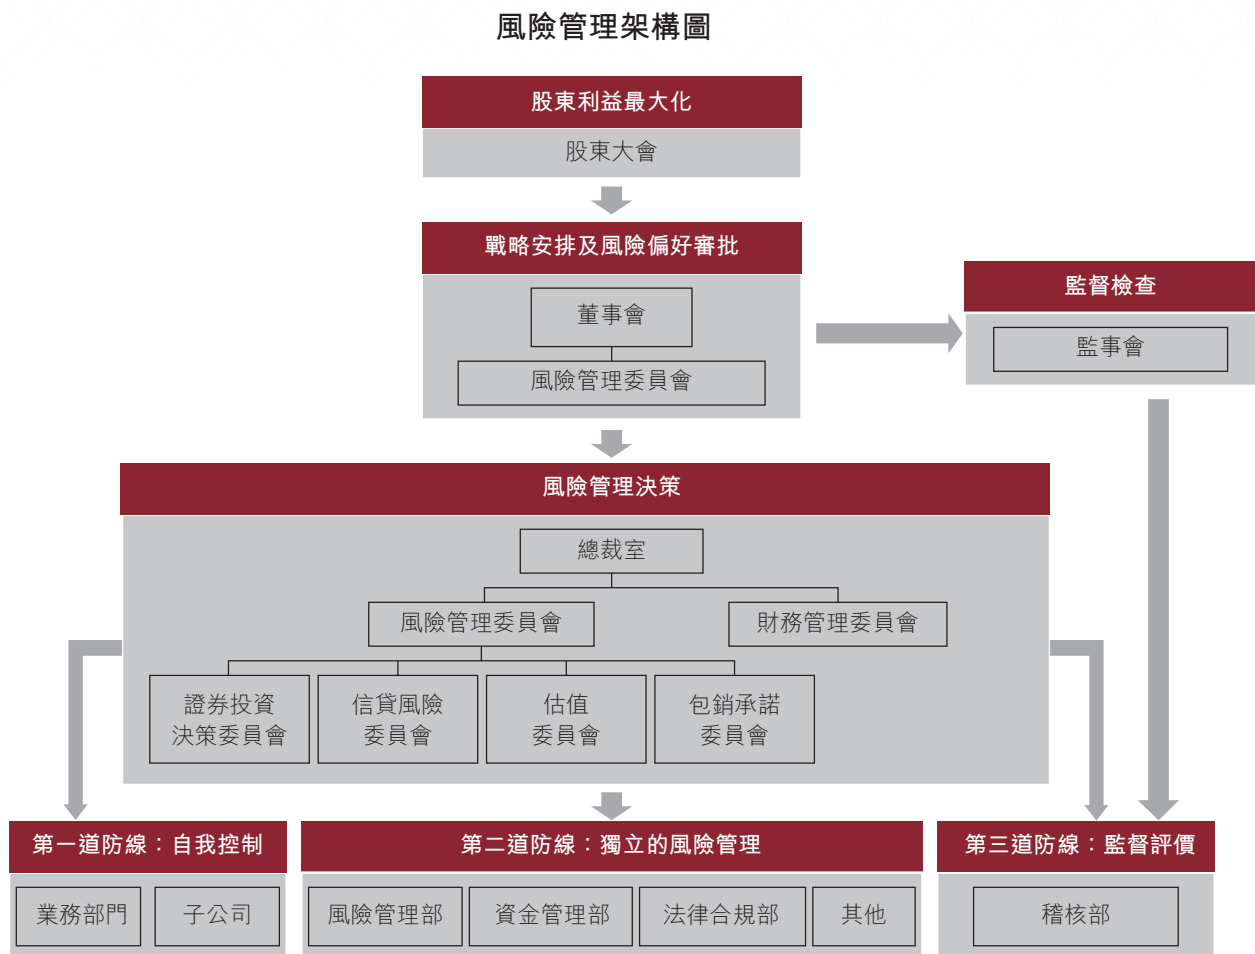 風險管理架構圖
股東利益最大化
股東大會
戰略安排及風險偏好審批
董事會
風險管理委員會
監督檢查
監事會
風險管理決策
總裁室
風險管理委員會
財務管理委員會
證券投資
決策委員會
信貸風險
委員會
估值
委員會
包銷承諾
委員會
第一道防線：自我控制
業務部門
子公司
第二道防線：獨立的風險管理
風險管理部
資金管理部
法律合規部
其他
第三道防線：監督評價
稽核部